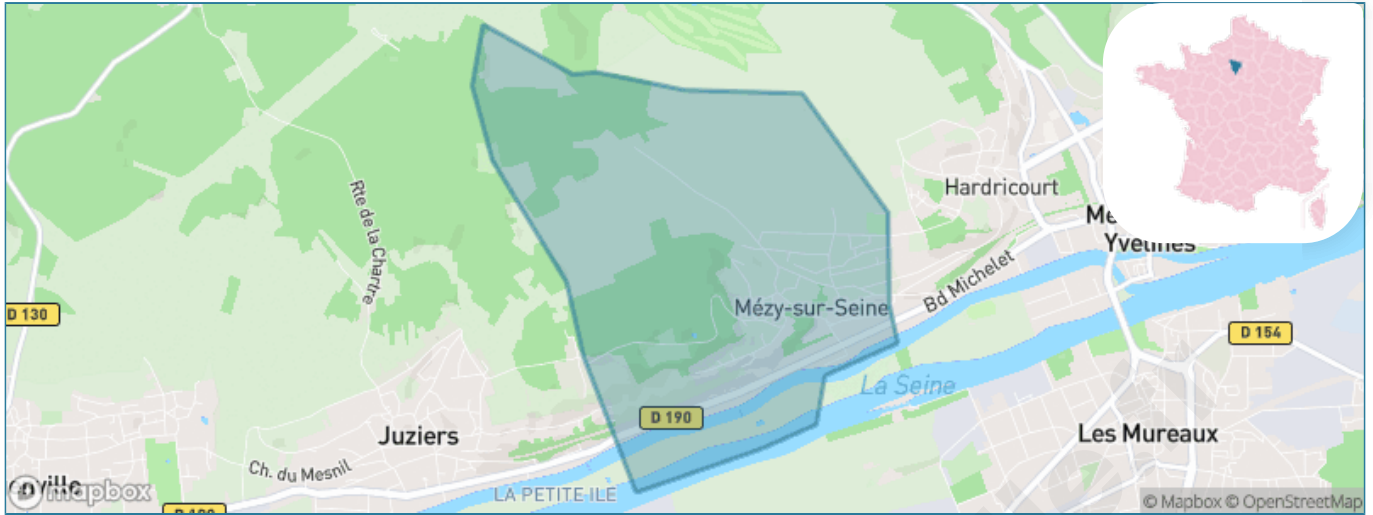 Rte de la Chartre
Hardricourt
Yvelines
Bd Michelet
Mézy-sur-Seine
D 130
D 154
La Seine
D 190
Juziers
Les Mureaux
Ch. du Mesnil
LA PETITE ILE
mapbox
© Mapbox © OpenStreetMap